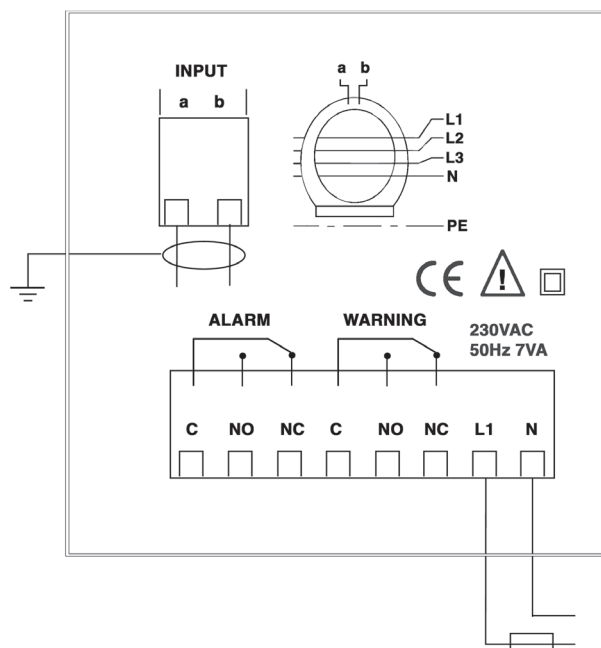 INPUT
a b
a b
L1
L2
L3
N
PE
CE
!
ALARM WARNING
230VAC
50Hz 7VA
C NO NC C NO NC L1 N